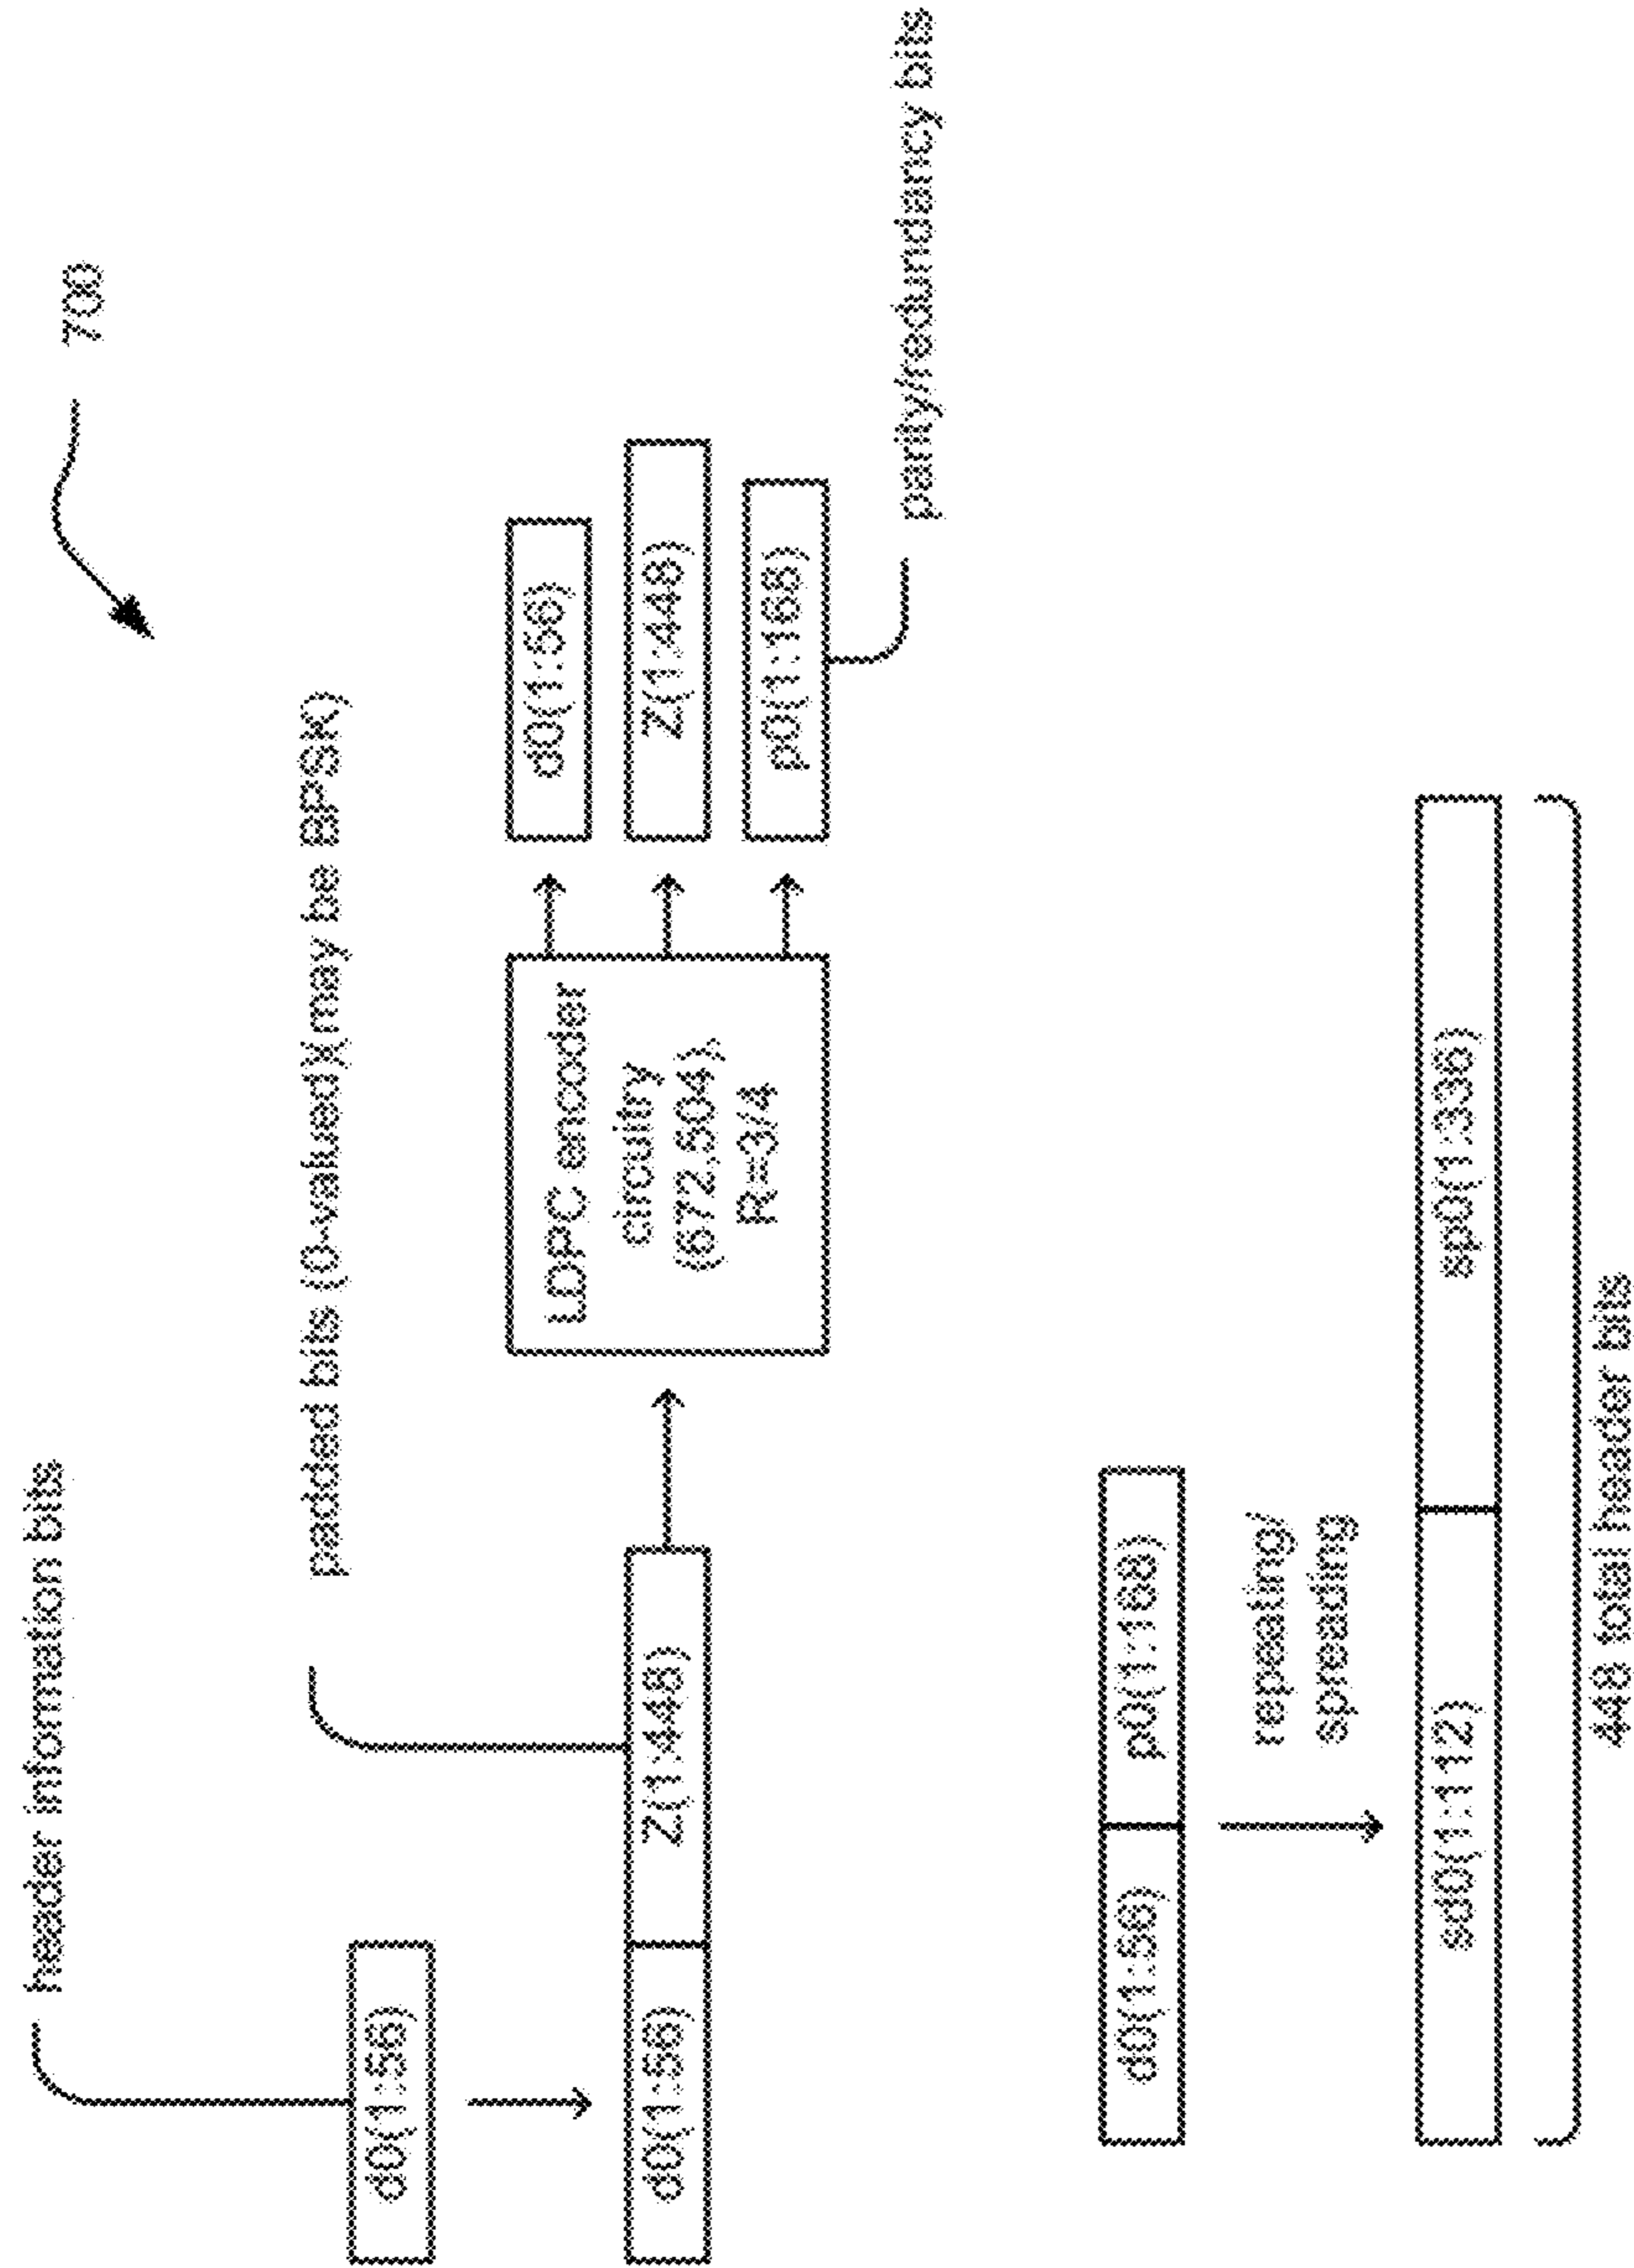 700
header information bits
d0(1:56)
padded bits (0-valued)(may be BPSK)
d0(1:56)
Z(1:448)
LDPC encoder
circuitry
(672,504),
R=3/4
d0(1:56)
Z(1:448)
p0(1:168)
parity/redundancy bits
d0(1:56)
p0(1:168)
repeating/
spreading
sd0(1:112)
sp0(1:336)
448 total header bits